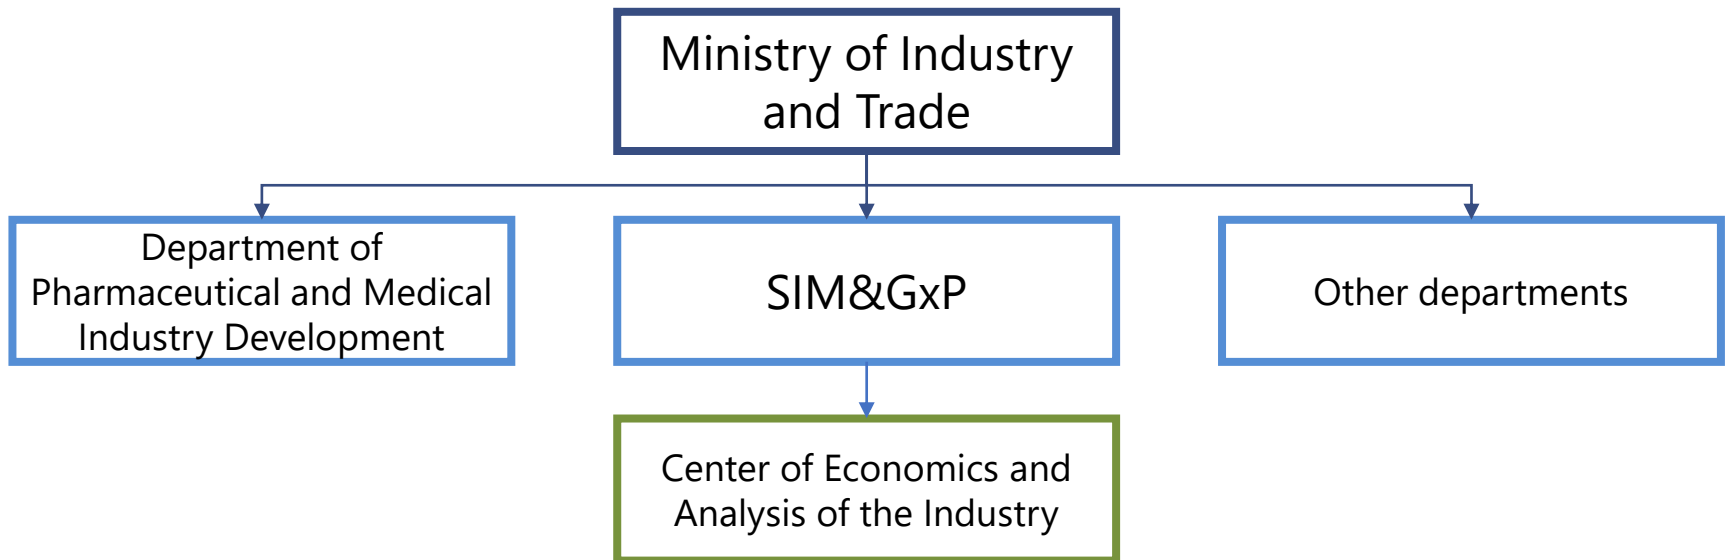 Ministry of Industry
and Trade
Department of
Pharmaceutical and Medical
Industry Development
SIM&GxP
Other departments
Center of Economics and
Analysis of the Industry